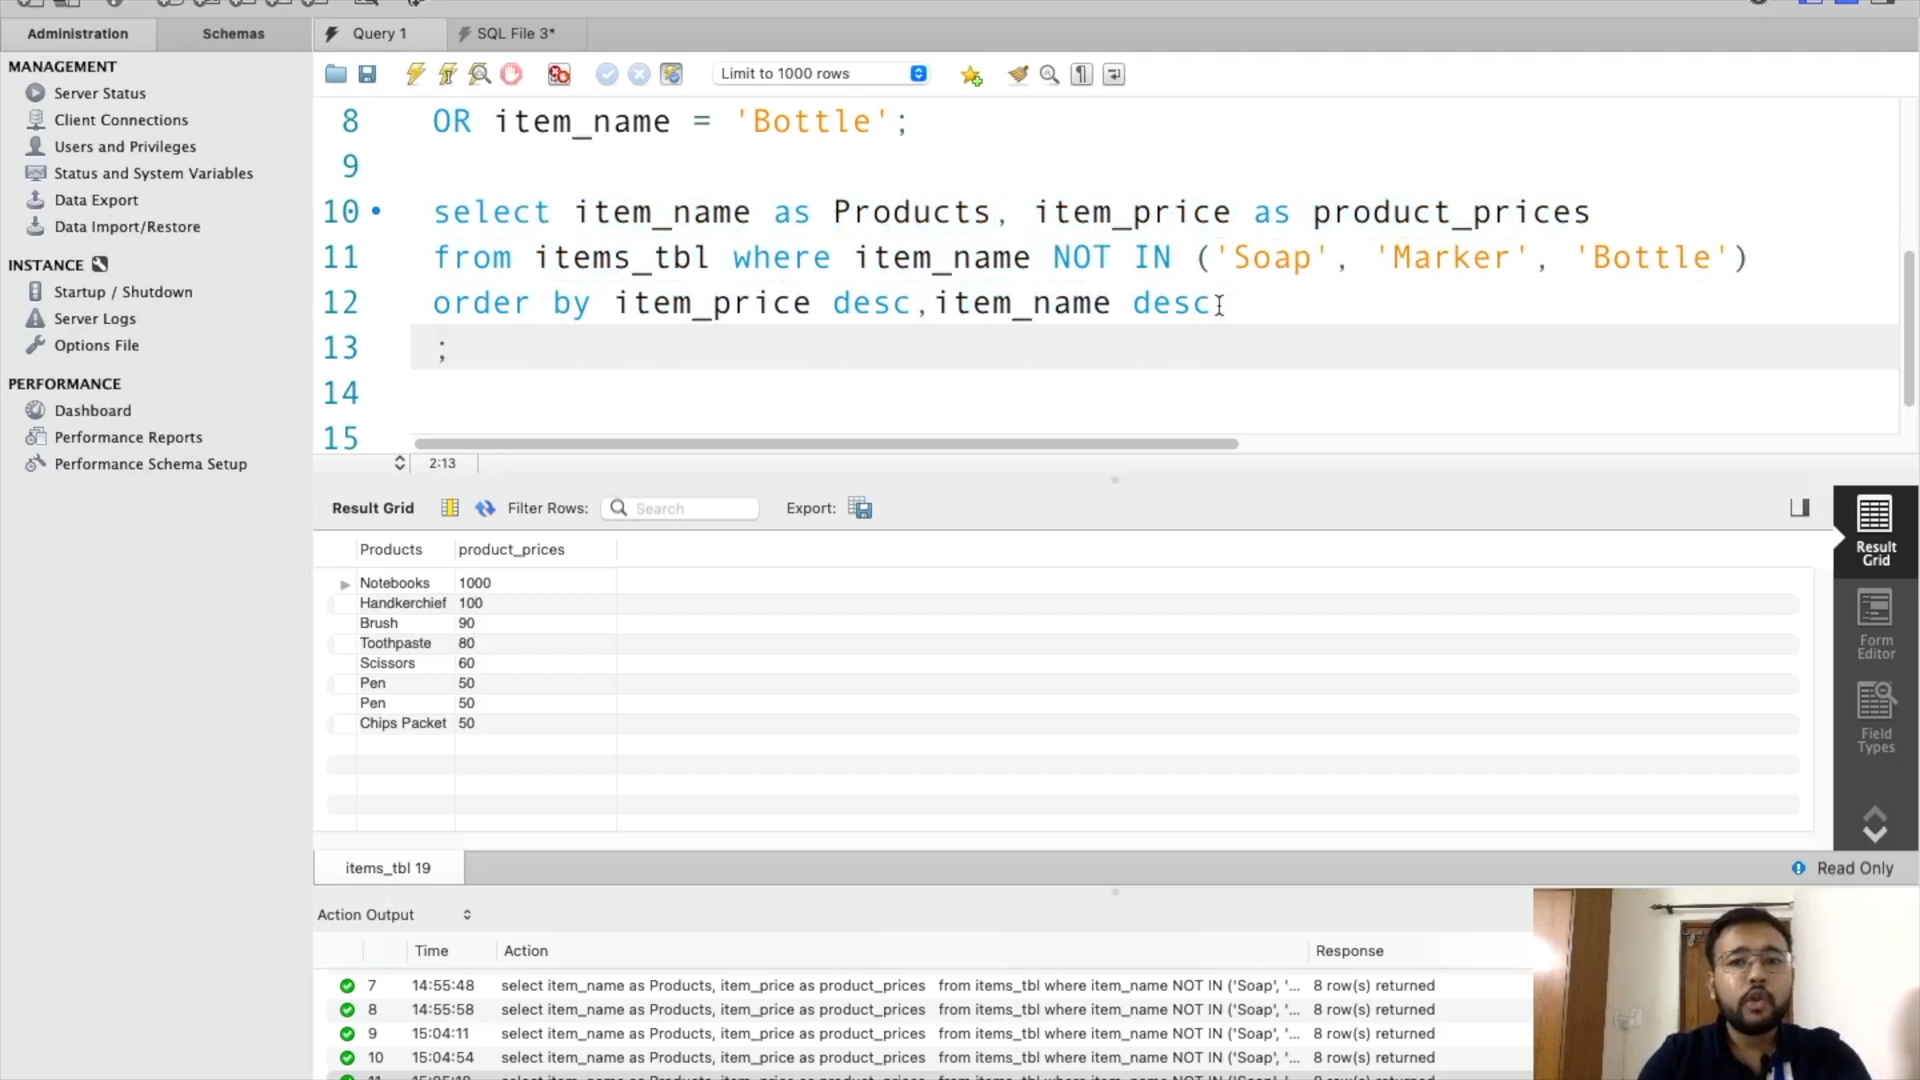 Administration Schemas Query 1 SQL File 3*
MANAGEMENT
Server Status
Client Connections
Users and Privileges
Status and System Variables
Data Export
Data Import/Restore
INSTANCE
Startup / Shutdown
Server Logs
Options File
PERFORMANCE
Dashboard
Performance Reports
Performance Schema Setup
Limit to 1000 rows
8 OR item_name = 'Bottle';
9
10 select item_name as Products, item_price as product_prices
11 from items_tbl where item_name NOT IN ('Soap', 'Marker', 'Bottle')
12 order by item_price desc,item_name desc
13 ;
14
15
2:13
Result Grid Filter Rows: Search Export:
Products product_prices
Notebooks 1000
Handkerchief 100
Brush 90
Toothpaste 80
Scissors 60
Pen 50
Pen 50
Chips Packet 50
Result Grid
Form Editor
Field Types
items_tbl 19 Read Only
Action Output
Time Action Response
7 14:55:48 select item_name as Products, item_price as product_prices from items_tbl where item_name NOT IN ('Soap', '... 8 row(s) returned
8 14:55:58 select item_name as Products, item_price as product_prices from items_tbl where item_name NOT IN ('Soap', '... 8 row(s) returned
9 15:04:11 select item_name as Products, item_price as product_prices from items_tbl where item_name NOT IN ('Soap', '... 8 row(s) returned
10 15:04:54 select item_name as Products, item_price as product_prices from items_tbl where item_name NOT IN ('Soap', '... 8 row(s) returned